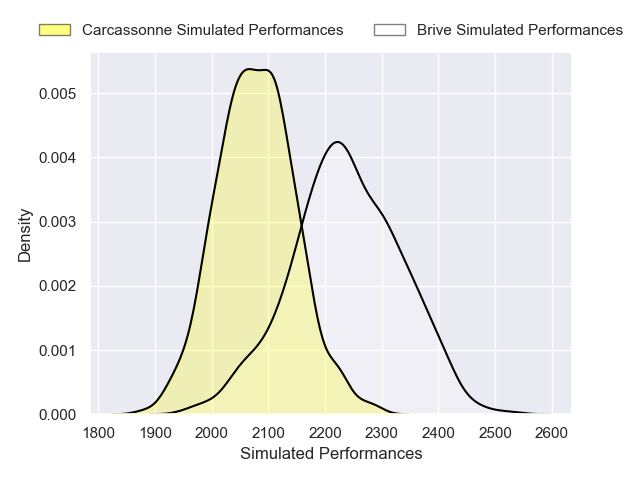 Carcassonne Simulated Performances Brive Simulated Performances
0.005
0.004
0.003
0.002
0.001
0.000
Density
1800 1900 2000 2100 2200 2300 2400 2500 2600
Simulated Performances